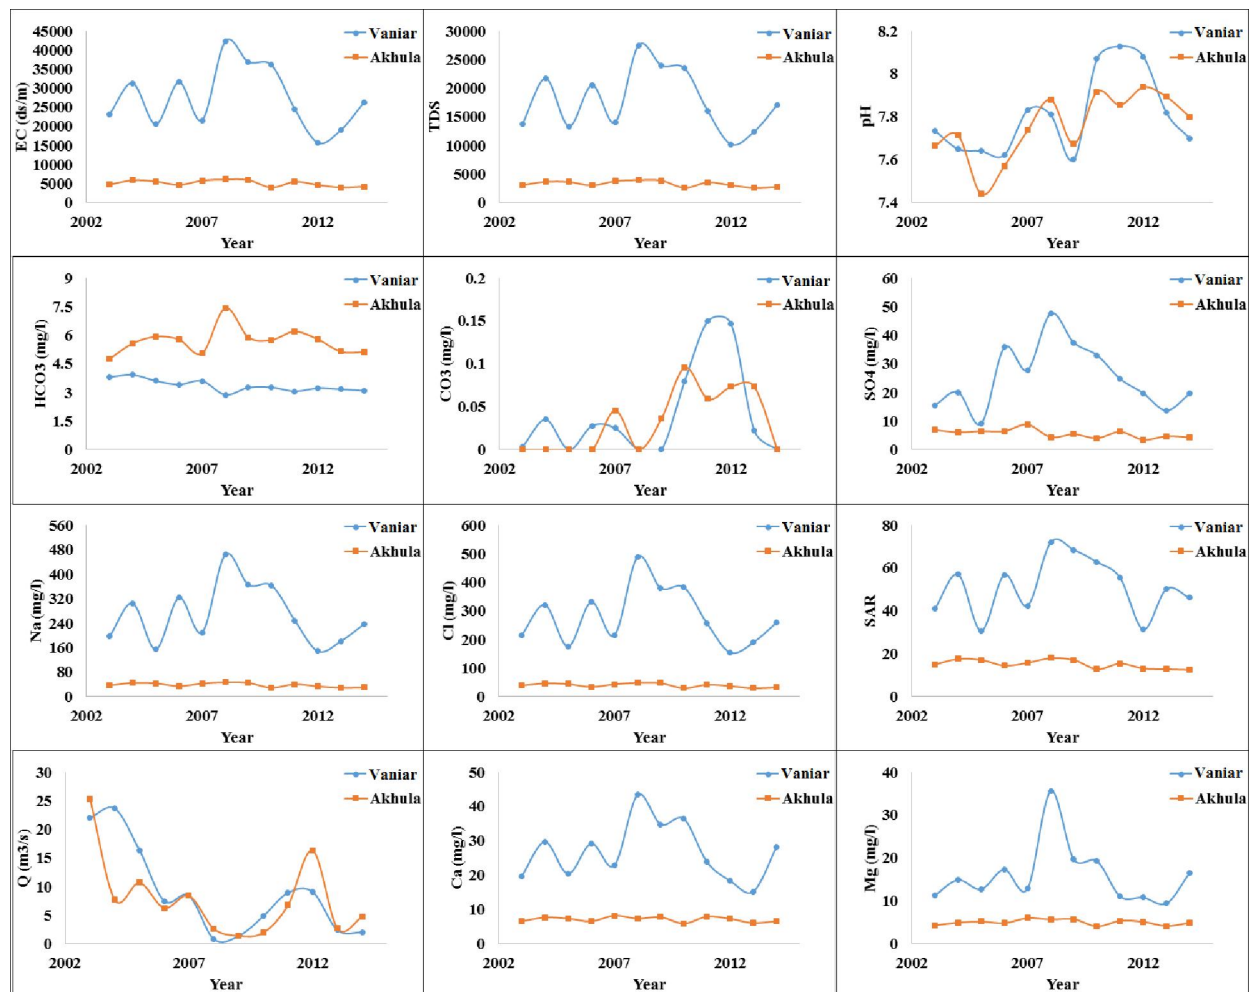 45000
40000
35000
30000
25000
20000
15000
10000
5000
0
EC (ds/m)
2002 2007 2012
Year
Vaniar
Akhula
30000
25000
20000
15000
10000
5000
0
TDS
2002 2007 2012
Year
Vaniar
Akhula
8.2
8
7.8
7.6
7.4
pH
2002 2007 2012
Year
Vaniar
Akhula
9
7.5
6
4.5
3
1.5
0
HCO3 (mg/l)
2002 2007 2012
Year
Vaniar
Akhula
0.2
0.15
0.1
0.05
0
CO3 (mg/l)
2002 2007 2012
Year
Vaniar
Akhula
60
50
40
30
20
10
0
SO4 (mg/l)
2002 2007 2012
Year
Vaniar
Akhula
560
480
400
320
240
160
80
0
Na (mg/l)
2002 2007 2012
Year
Vaniar
Akhula
600
500
400
300
200
100
0
Cl (mg/l)
2002 2007 2012
Year
Vaniar
Akhula
80
60
40
20
0
SAR
2002 2007 2012
Year
Vaniar
Akhula
30
25
20
15
10
5
0
Q (m3/s)
2002 2007 2012
Year
Vaniar
Akhula
50
40
30
20
10
0
Ca (mg/l)
2002 2007 2012
Year
Vaniar
Akhula
40
30
20
10
0
Mg (mg/l)
2002 2007 2012
Year
Vaniar
Akhula